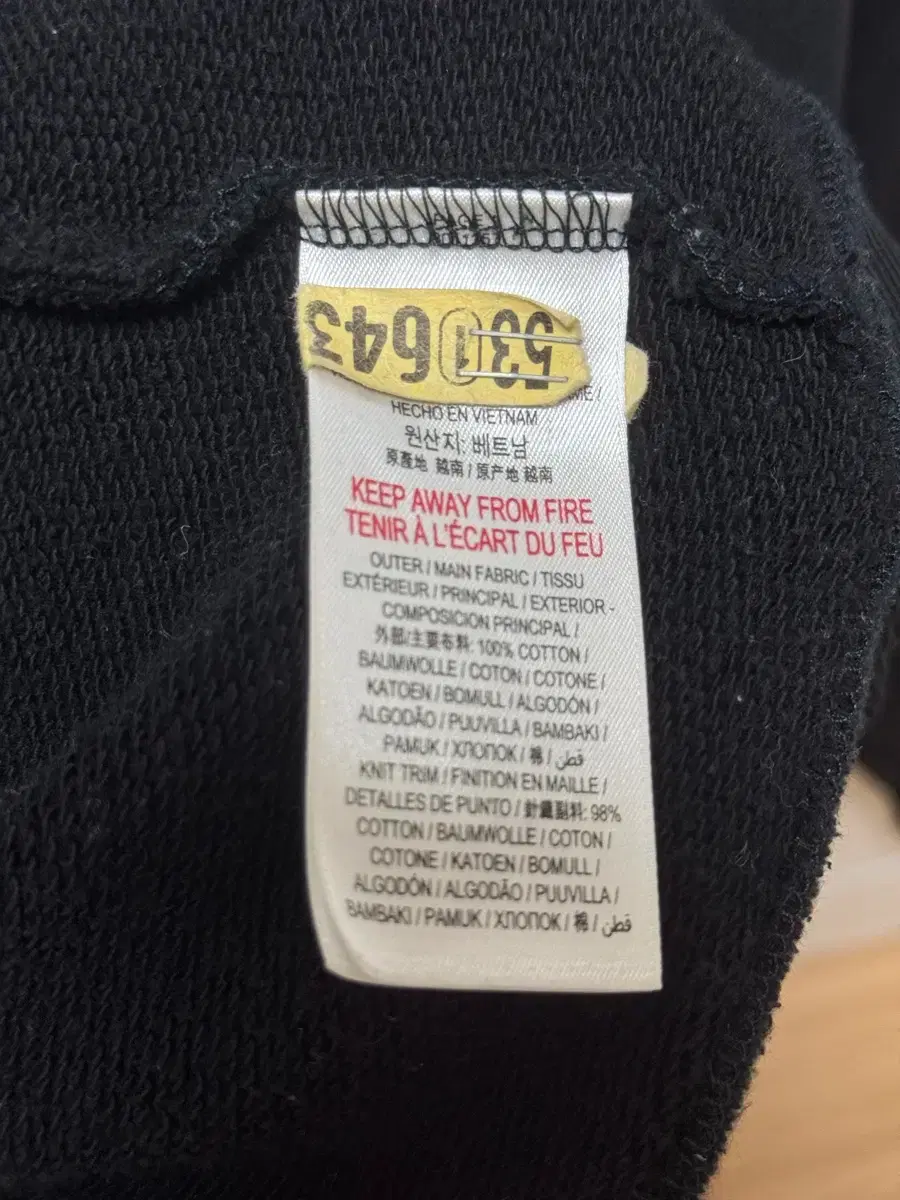 ME /
HECHO EN VIETNAM
원산지: 베트남
原產地 越南 / 原产地 越南
KEEP AWAY FROM FIRE
TENIR À L'ÉCART DU FEU
OUTER / MAIN FABRIC / TISSU
EXTÉRIEUR / PRINCIPAL / EXTERIOR -
COMPOSICION PRINCIPAL /
外部/主要布料: 100% COTTON /
BAUMWOLLE / COTON / COTONE /
KATOEN / BOMULL / ALGODÓN /
ALGODÃO / PUUVILLA / BAMBAKI /
PAMUK / ХЛОПОК / 棉 / قطن
KNIT TRIM / FINITION EN MAILLE /
DETALLES DE PUNTO / 針織副料: 98%
COTTON / BAUMWOLLE / COTON /
COTONE / KATOEN / BOMULL /
ALGODÓN / ALGODÃO / PUUVILLA /
BAMBAKI / PAMUK / ХЛОПОК / 棉 / قطن